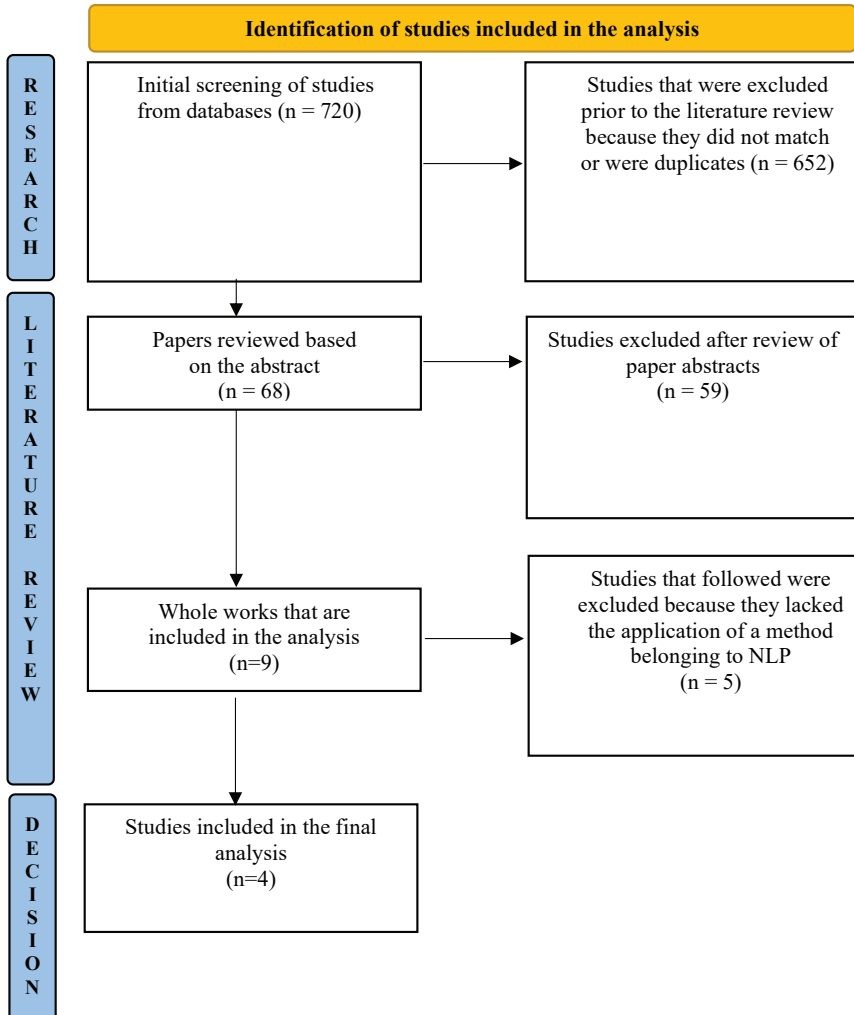 Identification of studies included in the analysis
RESEARCH
Initial screening of studies
from databases (n = 720)
Studies that were excluded
prior to the literature review
because they did not match
or were duplicates (n = 652)
LITERATURE REVIEW
Papers reviewed based
on the abstract
(n = 68)
Studies excluded after review of
paper abstracts
(n = 59)
Whole works that are
included in the analysis
(n=9)
Studies that followed were
excluded because they lacked
the application of a method
belonging to NLP
(n = 5)
DECISION
Studies included in the final
analysis
(n=4)